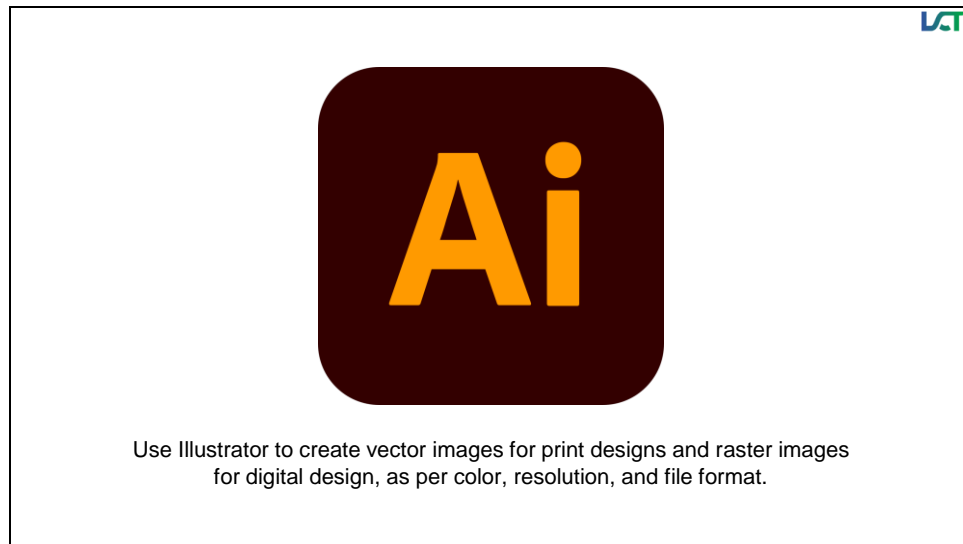 LCT
Ai
Use Illustrator to create vector images for print designs and raster images
for digital design, as per color, resolution, and file format.